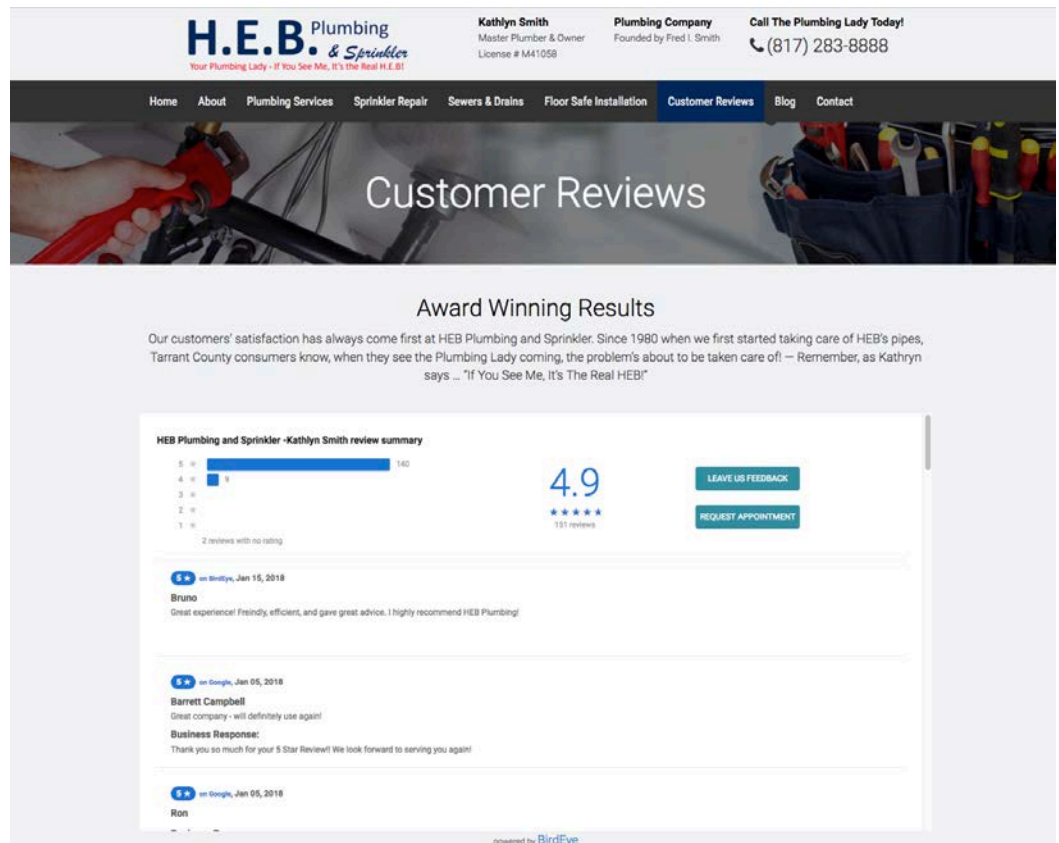 H.E.B. Plumbing
& Sprinkler
Your Plumbing Lady - If You See Me, It's the Real H.E.B!
Kathlyn Smith
Master Plumber & Owner
License # M41058
Plumbing Company
Founded by Fred I. Smith
Call The Plumbing Lady Today!
(817) 283-8888
Home About Plumbing Services Sprinkler Repair Sewers & Drains Floor Safe Installation Customer Reviews Blog Contact
Customer Reviews
Award Winning Results
Our customers' satisfaction has always come first at HEB Plumbing and Sprinkler. Since 1980 when we first started taking care of HEB's pipes,
Tarrant County consumers know, when they see the Plumbing Lady coming, the problem's about to be taken care of! — Remember, as Kathryn
says ... "If You See Me, It's The Real HEB!"
HEB Plumbing and Sprinkler -Kathlyn Smith review summary
5 ★ 140
4 ★ 9
3 ★
2 ★
1 ★
2 reviews with no rating
4.9
★★★★★
151 reviews
LEAVE US FEEDBACK
REQUEST APPOINTMENT
5 ★ on BirdEye, Jan 15, 2018
Bruno
Great experience! Freindly, efficient, and gave great advice. I highly recommend HEB Plumbing!
5 ★ on Google, Jan 05, 2018
Barrett Campbell
Great company - will definitely use again!
Business Response:
Thank you so much for your 5 Star Review!! We look forward to serving you again!
5 ★ on Google, Jan 05, 2018
Ron
powered by BirdEye